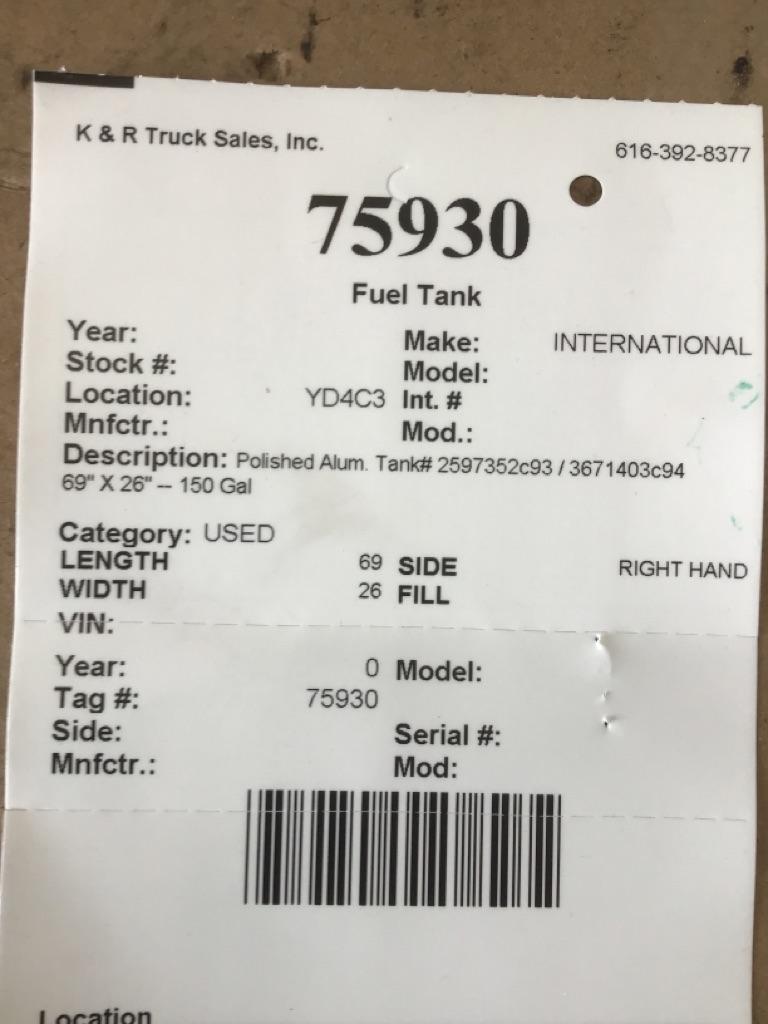 K & R Truck Sales, Inc. 616-392-8377
75930
Fuel Tank
Year: Make: INTERNATIONAL
Stock #: Model:
Location: YD4C3 Int. #
Mnfctr.: Mod.:
Description: Polished Alum. Tank# 2597352c93 / 3671403c94
69" X 26" -- 150 Gal
Category: USED
LENGTH 69 SIDE RIGHT HAND
WIDTH 26 FILL
VIN:
Year: 0 Model:
Tag #: 75930
Side: Serial #:
Mnfctr.: Mod:
Location